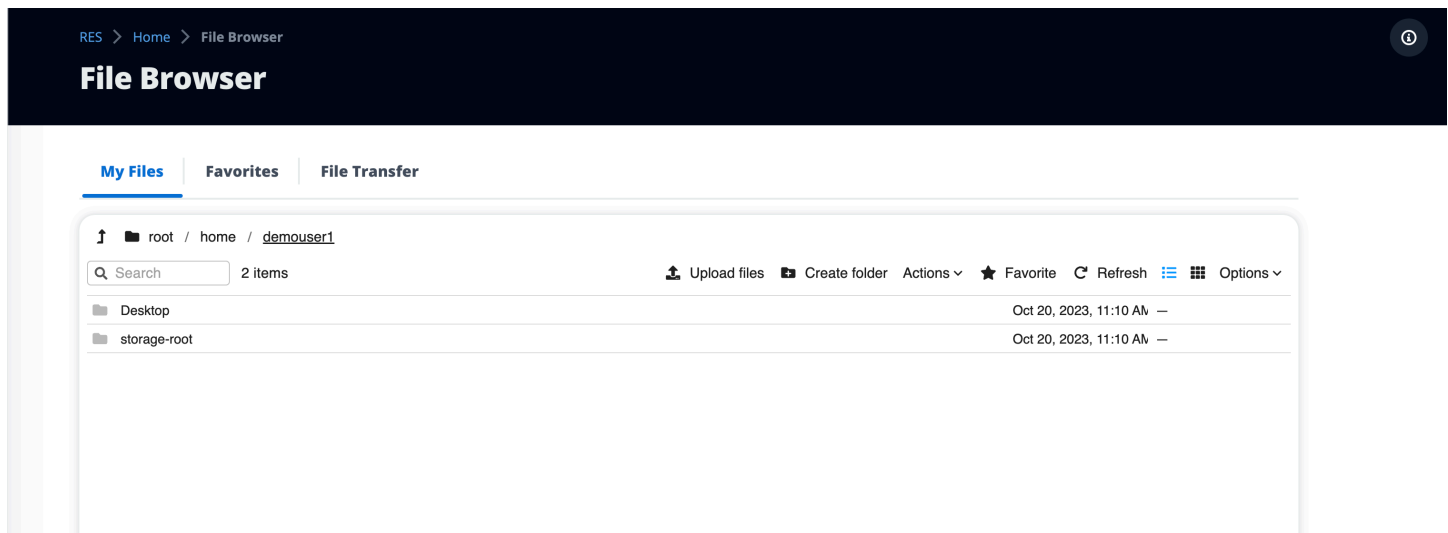 RES > Home > File Browser
File Browser
My Files Favorites File Transfer
root / home / demouser1
Search 2 items Upload files Create folder Actions Favorite Refresh Options
Desktop Oct 20, 2023, 11:10 AM —
storage-root Oct 20, 2023, 11:10 AM —